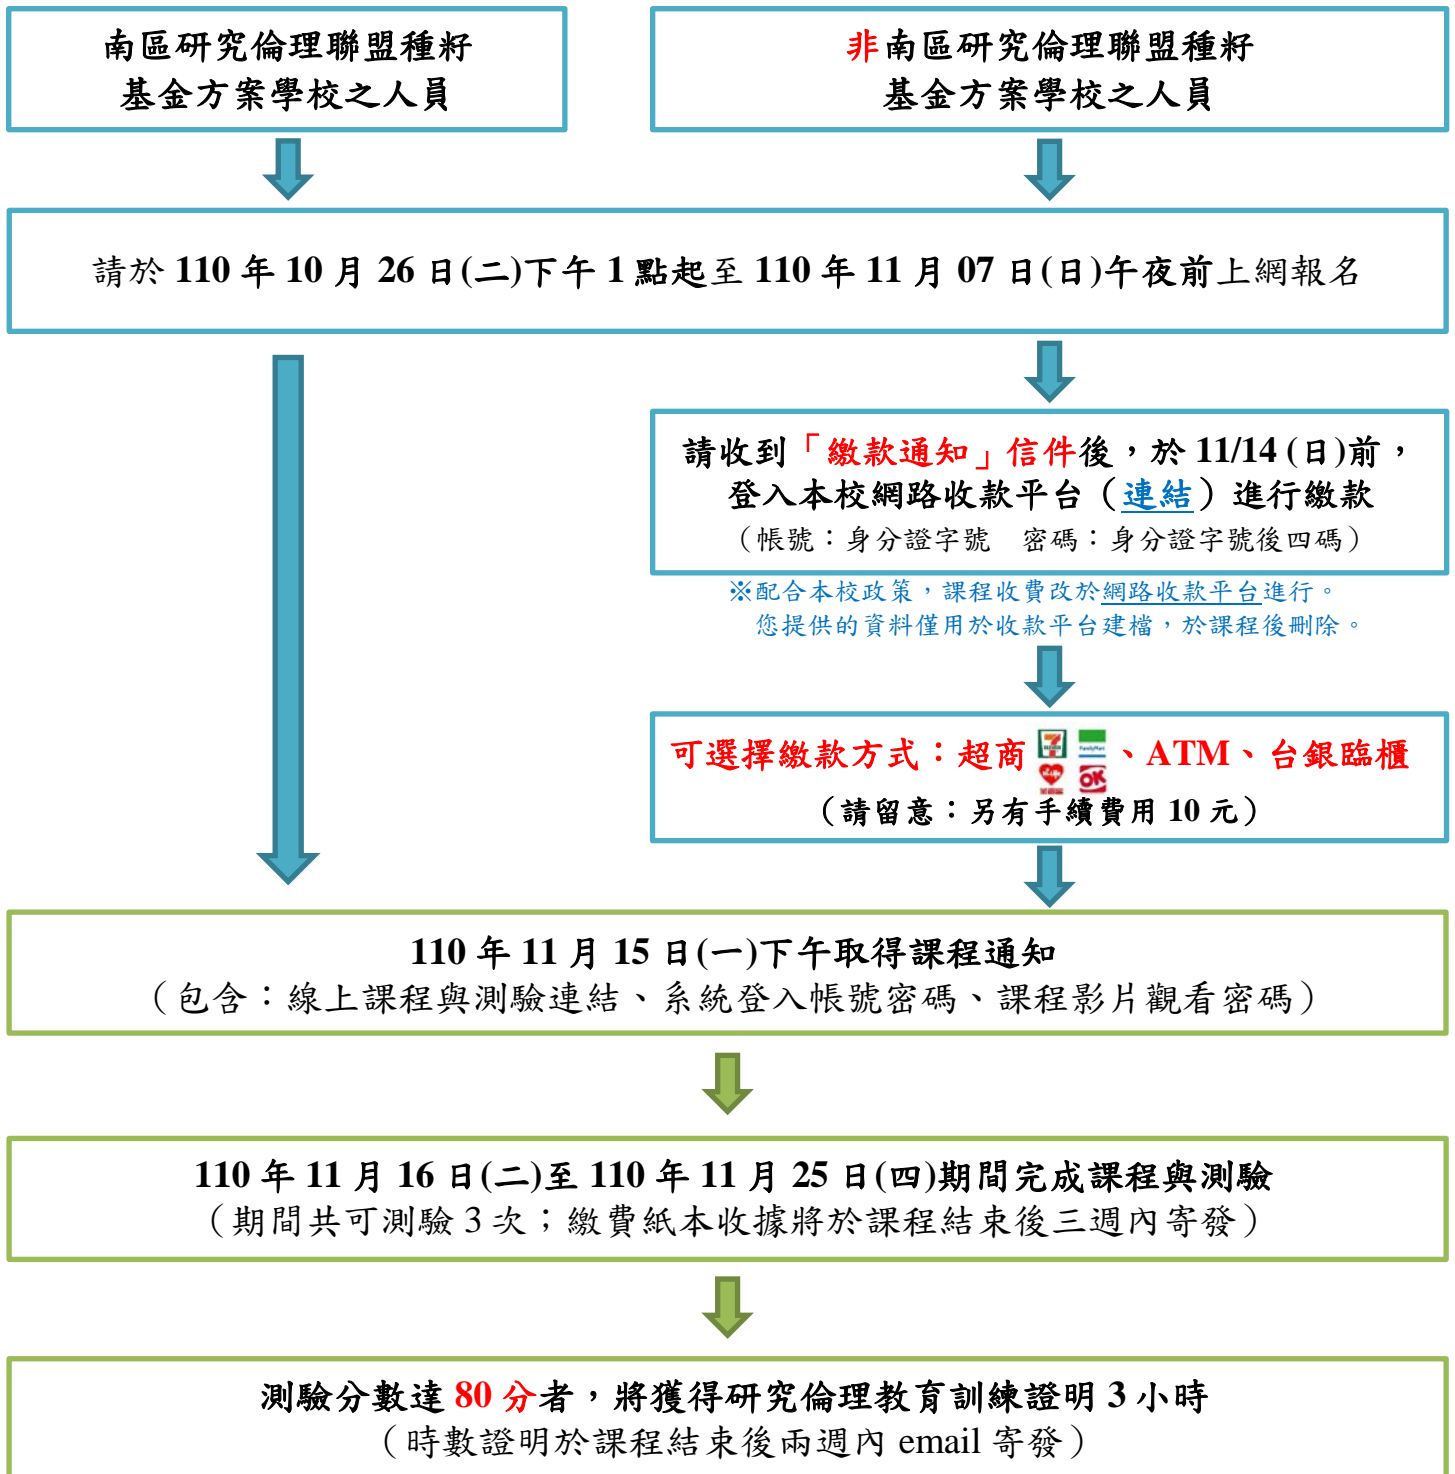 南區研究倫理聯盟種籽
基金方案學校之人員
非南區研究倫理聯盟種籽
基金方案學校之人員
請於 110 年 10 月 26 日(二)下午 1 點起至 110 年 11 月 07 日(日)午夜前上網報名
請收到「繳款通知」信件後，於 11/14 (日)前，
登入本校網路收款平台（連結）進行繳款
（帳號：身分證字號　密碼：身分證字號後四碼）
※配合本校政策，課程收費改於網路收款平台進行。
您提供的資料僅用於收款平台建檔，於課程後刪除。
可選擇繳款方式：超商 7 ELEVEN FamilyMart Life OK 、ATM、台銀臨櫃
（請留意：另有手續費用 10 元）
110 年 11 月 15 日(一)下午取得課程通知
（包含：線上課程與測驗連結、系統登入帳號密碼、課程影片觀看密碼）
110 年 11 月 16 日(二)至 110 年 11 月 25 日(四)期間完成課程與測驗
（期間共可測驗 3 次；繳費紙本收據將於課程結束後三週內寄發）
測驗分數達 80 分者，將獲得研究倫理教育訓練證明 3 小時
（時數證明於課程結束後兩週內 email 寄發）